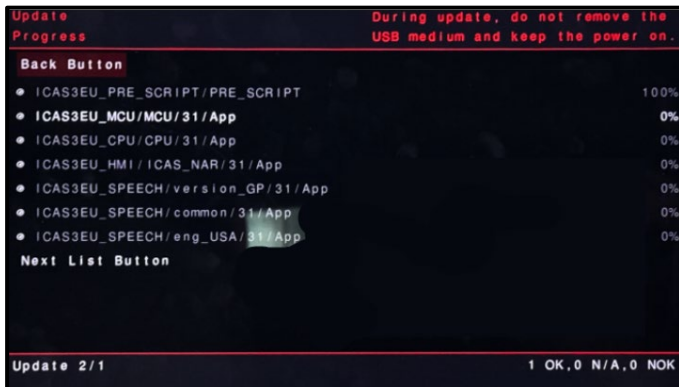 Update During update, do not remove the
Progress USB medium and keep the power on.
Back Button
ICAS3EU_PRE_SCRIPT/PRE_SCRIPT 100%
ICAS3EU_MCU/MCU/31/App 0%
ICAS3EU_CPU/CPU/31/App 0%
ICAS3EU_HMI/ICAS_NAR/31/App 0%
ICAS3EU_SPEECH/version_GP/31/App 0%
ICAS3EU_SPEECH/common/31/App 0%
ICAS3EU_SPEECH/eng_USA/31/App 0%
Next List Button
Update 2/1 1 OK,0 N/A,0 NOK